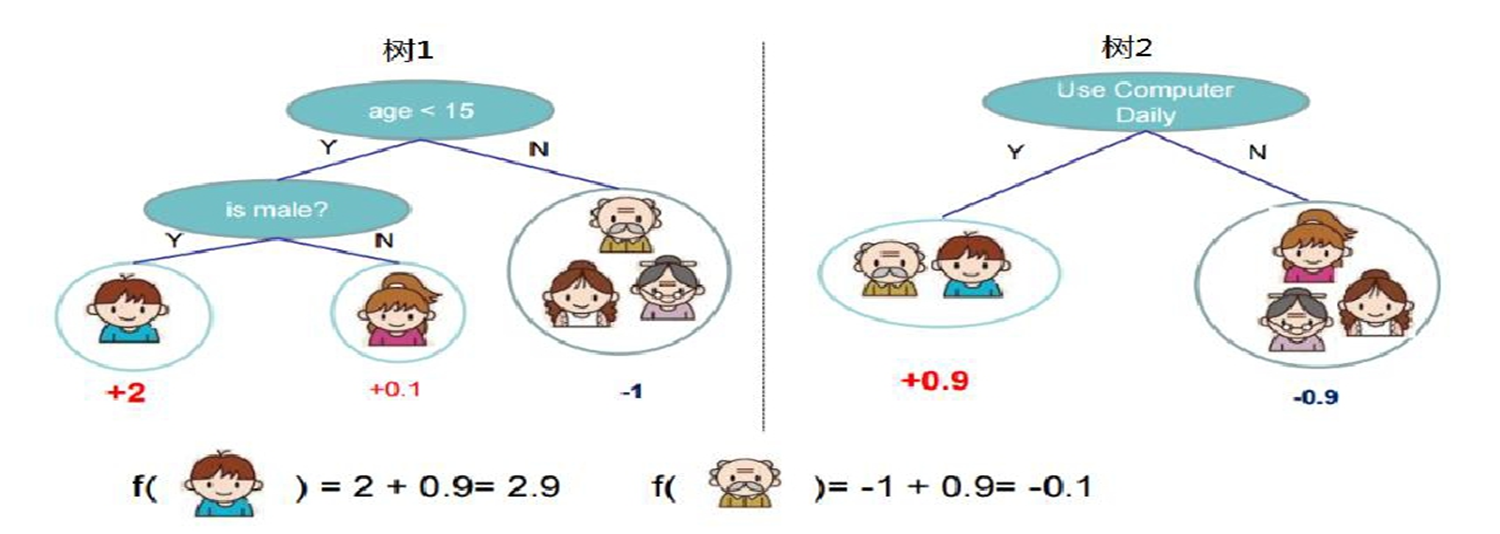 树1
age < 15
Y
N
is male?
Y
N
+2
+0.1
-1
树2
Use Computer
Daily
Y
N
+0.9
-0.9
f( ) = 2 + 0.9= 2.9
f( )= -1 + 0.9= -0.1